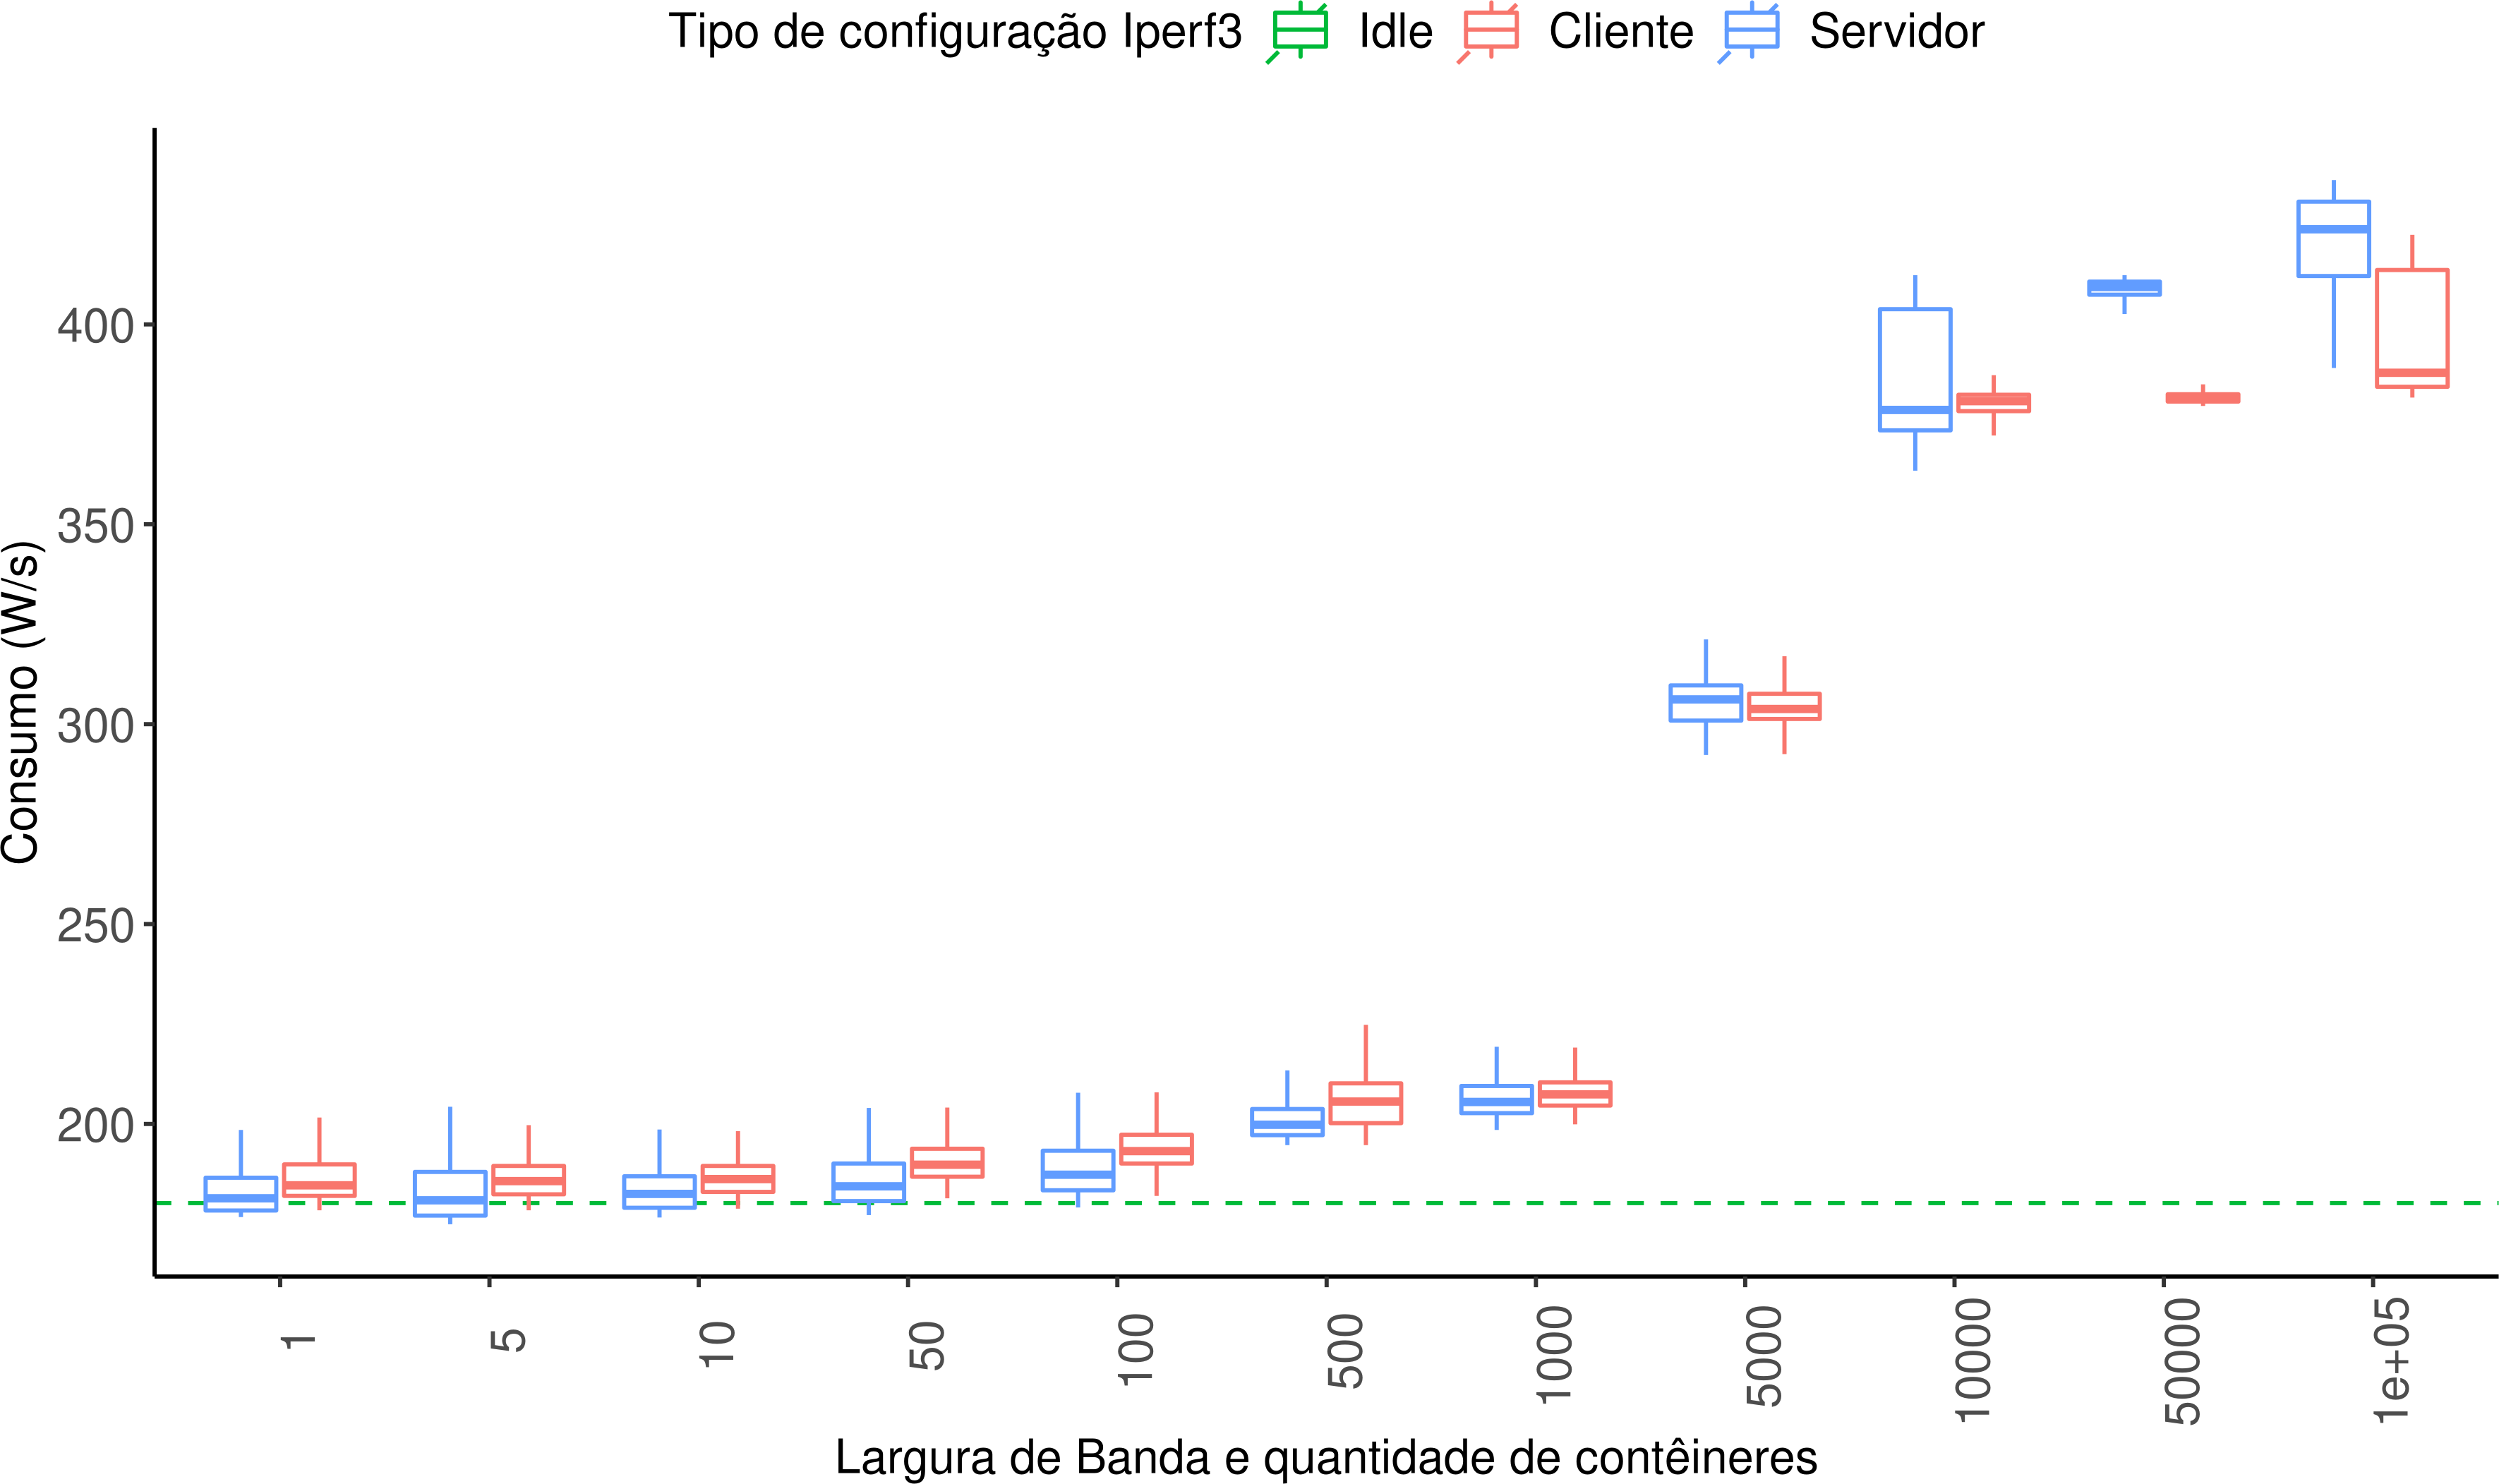 Tipo de configuração Iperf3 Idle Cliente Servidor
Consumo (W/s)
400
350
300
250
200
1 5 10 50 100 500 1000 5000 10000 50000 1e+05
Largura de Banda e quantidade de contêineres